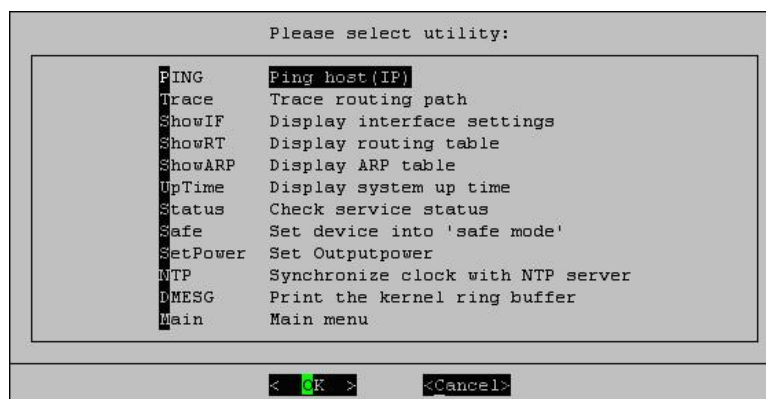 Please select utility:
PING Ping host(IP)
Trace Trace routing path
ShowIF Display interface settings
ShowRT Display routing table
ShowARP Display ARP table
UpTime Display system up time
Status Check service status
Safe Set device into 'safe mode'
SetPower Set Outputpower
NTP Synchronize clock with NTP server
DMESG Print the kernel ring buffer
Main Main menu
< OK > <Cancel>